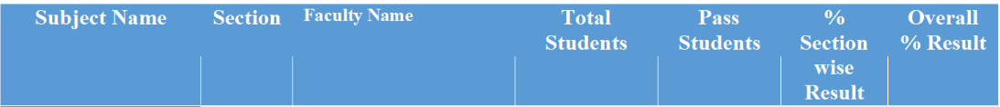 Subject Name
Section
Faculty Name
Total
Students
Pass
Students
%
Section
wise
Result
Overall
% Result